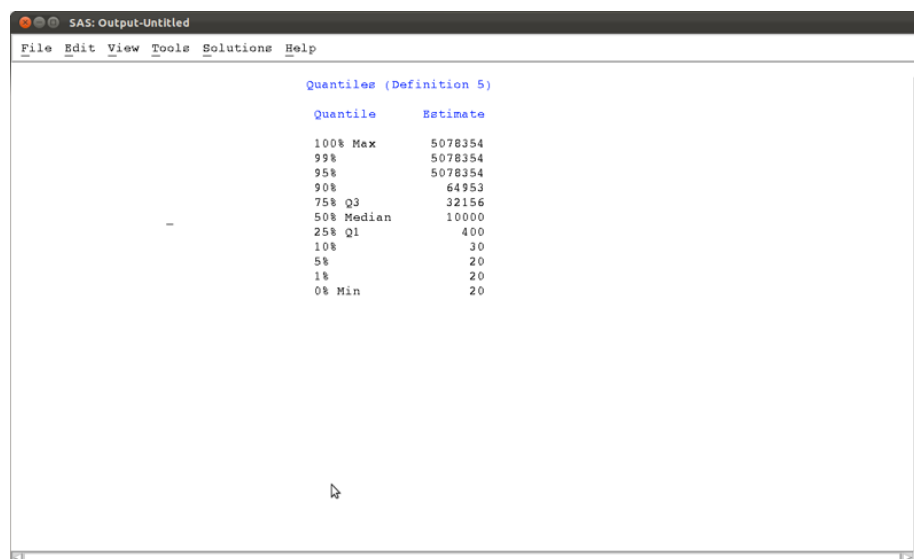 SAS: Output-Untitled
File Edit View Tools Solutions Help
Quantiles (Definition 5)
Quantile Estimate
100% Max 5078354
99% 5078354
95% 5078354
90% 64953
75% Q3 32156
50% Median 10000
25% Q1 400
10% 30
5% 20
1% 20
0% Min 20